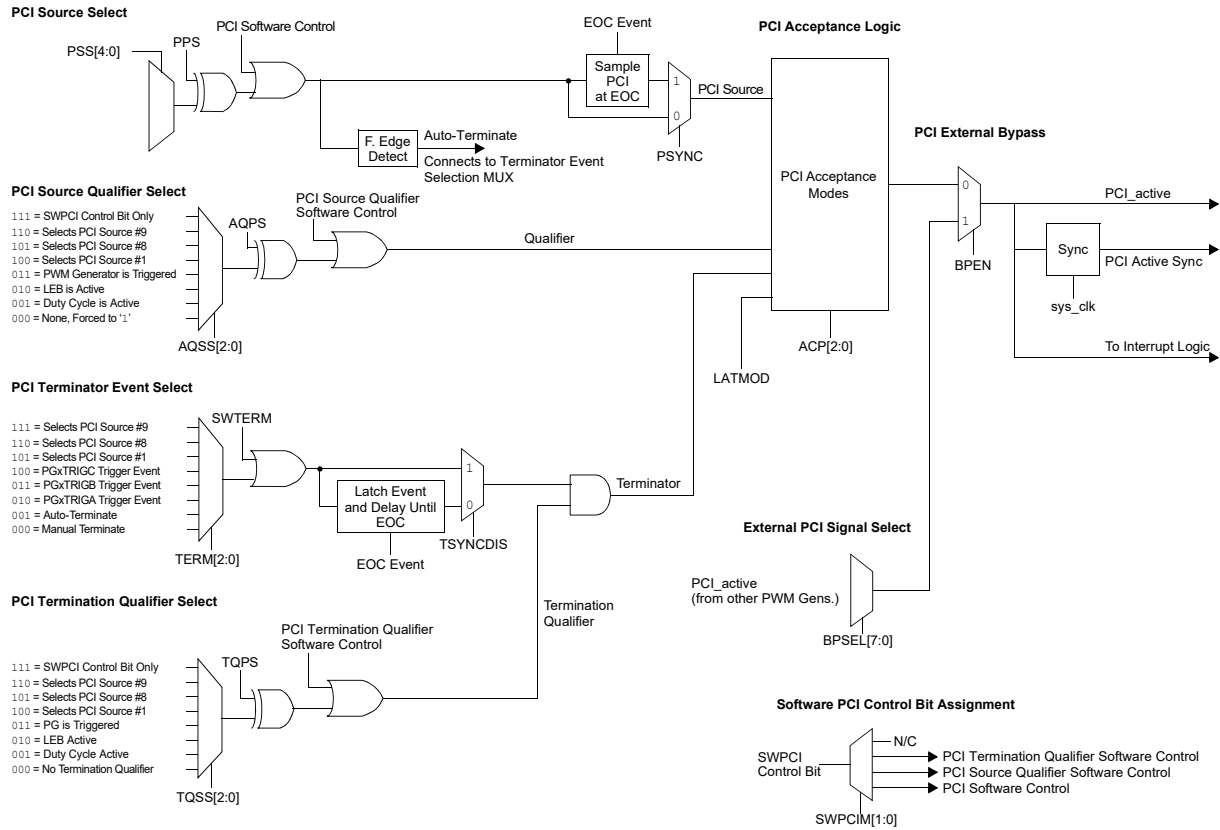 PCI Source Select
PSS[4:0]
PPS
PCI Software Control
EOC Event
Sample
PCI
at EOC
1
0
PSYNC
PCI Source
F. Edge
Detect
Auto-Terminate
Connects to Terminator Event
Selection MUX
PCI Acceptance Logic
PCI Acceptance
Modes
ACP[2:0]
LATMOD
PCI External Bypass
0
1
BPEN
PCI_active
Sync
PCI Active Sync
sys_clk
To Interrupt Logic
PCI Source Qualifier Select
111 = SWPCI Control Bit Only
110 = Selects PCI Source #9
101 = Selects PCI Source #8
100 = Selects PCI Source #1
011 = PWM Generator is Triggered
010 = LEB is Active
001 = Duty Cycle is Active
000 = None, Forced to ‘1’
AQSS[2:0]
AQPS
PCI Source Qualifier
Software Control
Qualifier
PCI Terminator Event Select
111 = Selects PCI Source #9
110 = Selects PCI Source #8
101 = Selects PCI Source #1
100 = PGxTRIGC Trigger Event
011 = PGxTRIGB Trigger Event
010 = PGxTRIGA Trigger Event
001 = Auto-Terminate
000 = Manual Terminate
TERM[2:0]
SWTERM
Latch Event
and Delay Until
EOC
EOC Event
1
0
TSYNCDIS
Terminator
PCI Termination Qualifier Select
111 = SWPCI Control Bit Only
110 = Selects PCI Source #9
101 = Selects PCI Source #8
100 = Selects PCI Source #1
011 = PG is Triggered
010 = LEB Active
001 = Duty Cycle Active
000 = No Termination Qualifier
TQSS[2:0]
TQPS
PCI Termination Qualifier
Software Control
Termination
Qualifier
External PCI Signal Select
PCI_active
(from other PWM Gens.)
BPSEL[7:0]
Software PCI Control Bit Assignment
SWPCI
Control Bit
N/C
PCI Termination Qualifier Software Control
PCI Source Qualifier Software Control
PCI Software Control
SWPCIM[1:0]